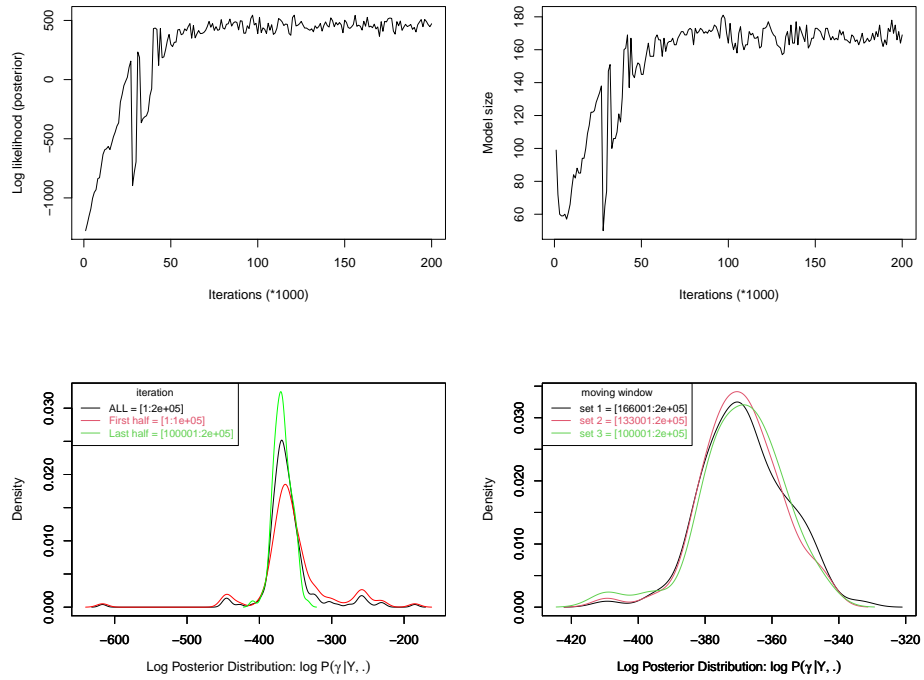 Log likelihood (posterior)
500
0
−500
−1000
0 50 100 150 200
Iterations (*1000)
Model size
180
160
140
120
100
80
60
0 50 100 150 200
Iterations (*1000)
iteration
ALL = [1:2e+05]
First half = [1:1e+05]
Last half = [100001:2e+05]
Density
0.030
0.020
0.010
0.000
−600 −500 −400 −300 −200
Log Posterior Distribution: log P(γ|Y, .)
moving window
set 1 = [166001:2e+05]
set 2 = [133001:2e+05]
set 3 = [100001:2e+05]
Density
0.030
0.020
0.010
0.000
−420 −400 −380 −360 −340 −320
Log Posterior Distribution: log P(γ|Y, .)